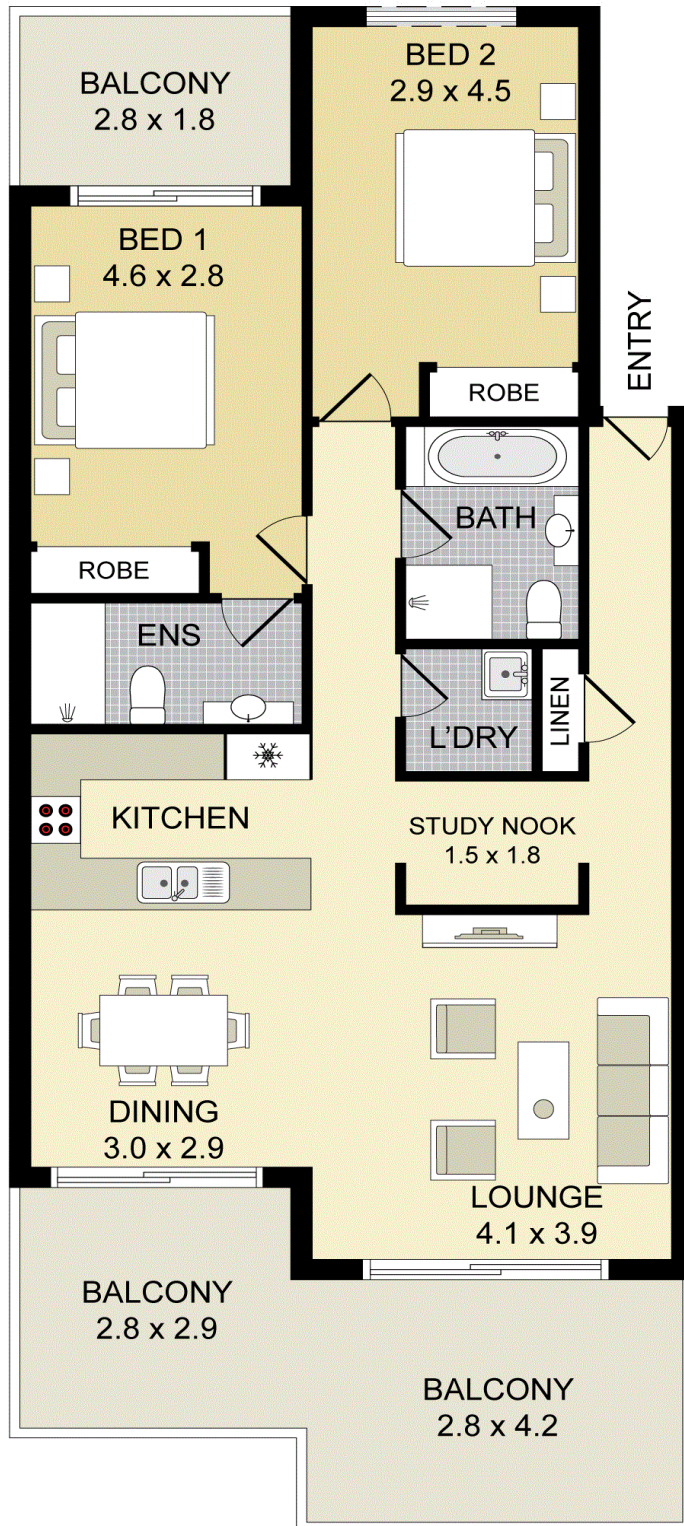 BED 2
2.9 x 4.5
BALCONY
2.8 x 1.8
BED 1
4.6 x 2.8
ENTRY
ROBE
BATH
ROBE
ENS
LINEN
L'DRY
KITCHEN
STUDY NOOK
1.5 x 1.8
DINING
3.0 x 2.9
LOUNGE
4.1 x 3.9
BALCONY
2.8 x 2.9
BALCONY
2.8 x 4.2